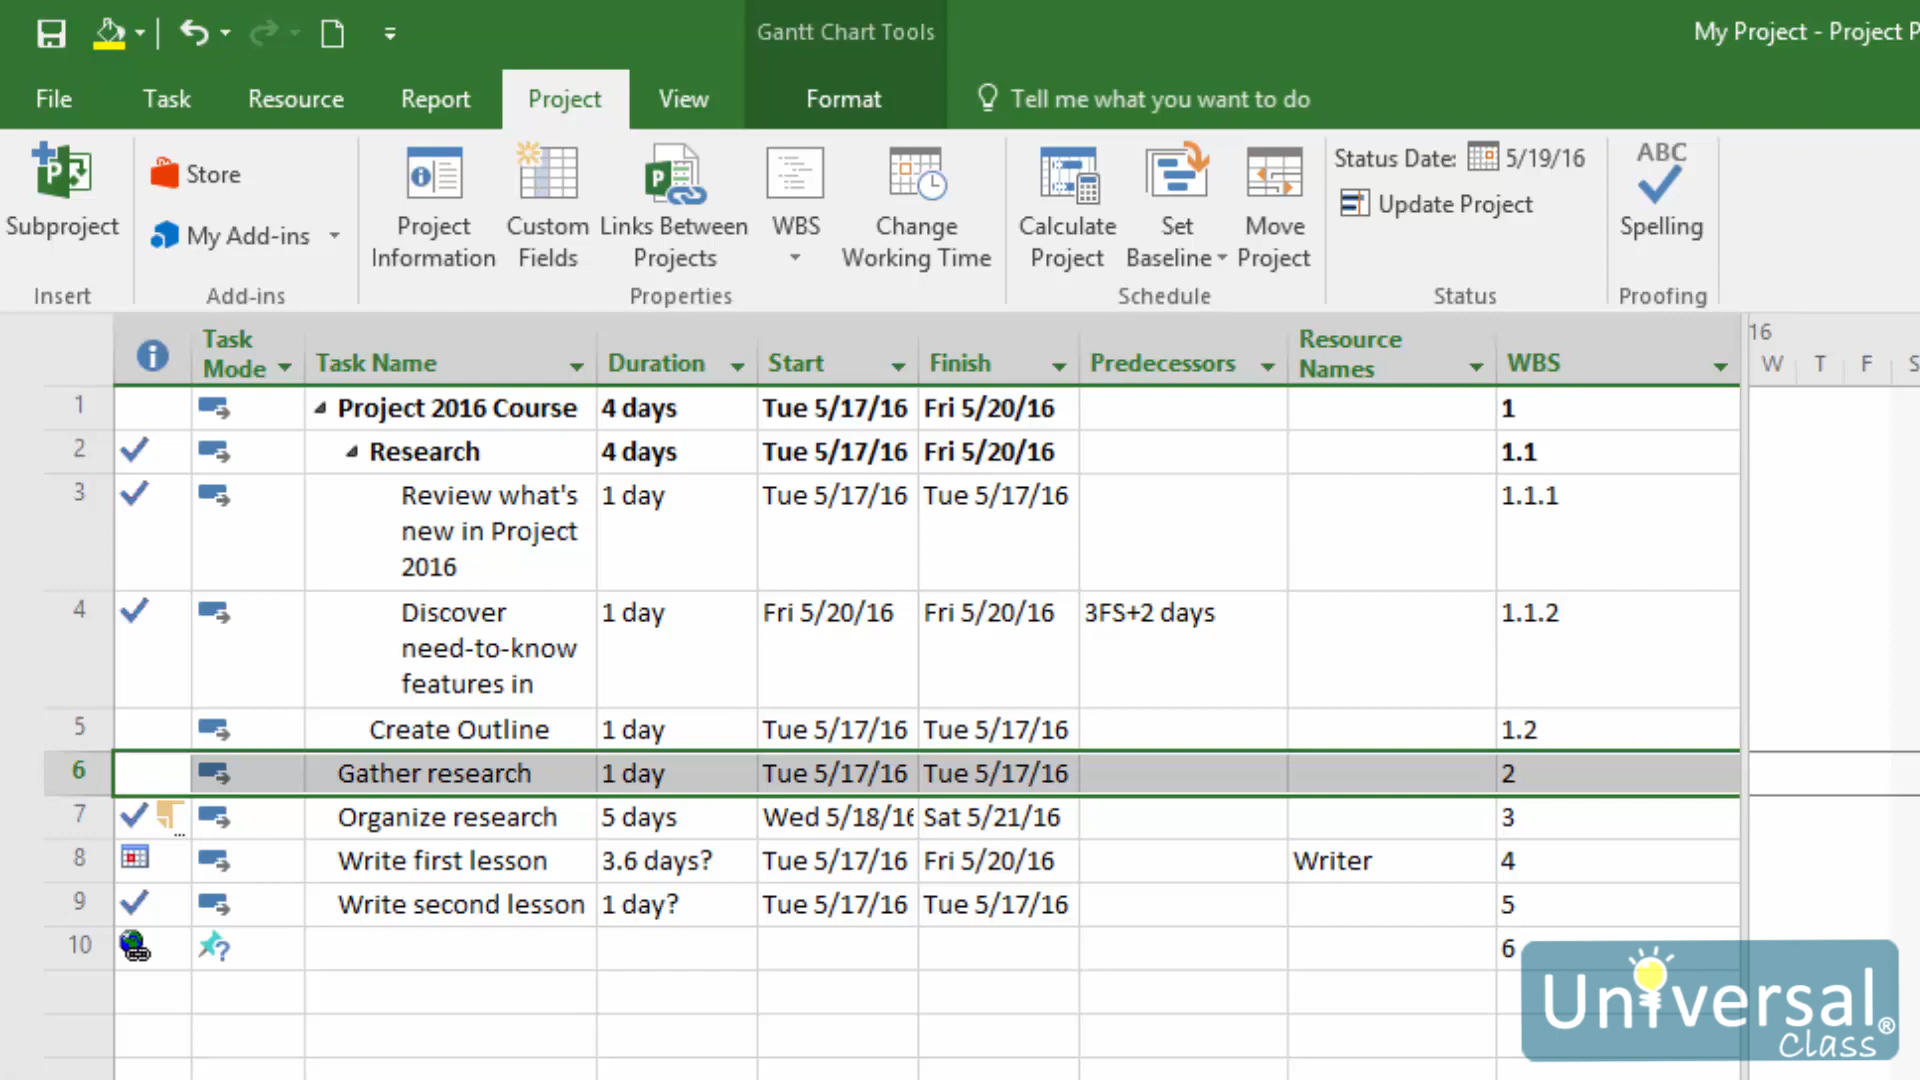 Gantt Chart Tools
My Project - Project P
File Task Resource Report Project View Format Tell me what you want to do
Subproject
Insert
Store
My Add-ins
Add-ins
Project Information
Custom Fields
Links Between Projects
WBS
Change Working Time
Properties
Calculate Project
Set Baseline
Move Project
Schedule
Status Date: 5/19/16
Update Project
Status
ABC
Spelling
Proofing
Task Mode Task Name Duration Start Finish Predecessors Resource Names WBS
16
W T F S
1 Project 2016 Course 4 days Tue 5/17/16 Fri 5/20/16 1
2 Research 4 days Tue 5/17/16 Fri 5/20/16 1.1
3 Review what's 1 day Tue 5/17/16 Tue 5/17/16 1.1.1
new in Project
2016
4 Discover 1 day Fri 5/20/16 Fri 5/20/16 3FS+2 days 1.1.2
need-to-know
features in
5 Create Outline 1 day Tue 5/17/16 Tue 5/17/16 1.2
6 Gather research 1 day Tue 5/17/16 Tue 5/17/16 2
7 Organize research 5 days Wed 5/18/16 Sat 5/21/16 3
8 Write first lesson 3.6 days? Tue 5/17/16 Fri 5/20/16 Writer 4
9 Write second lesson 1 day? Tue 5/17/16 Tue 5/17/16 5
10 6
Universal®
Class